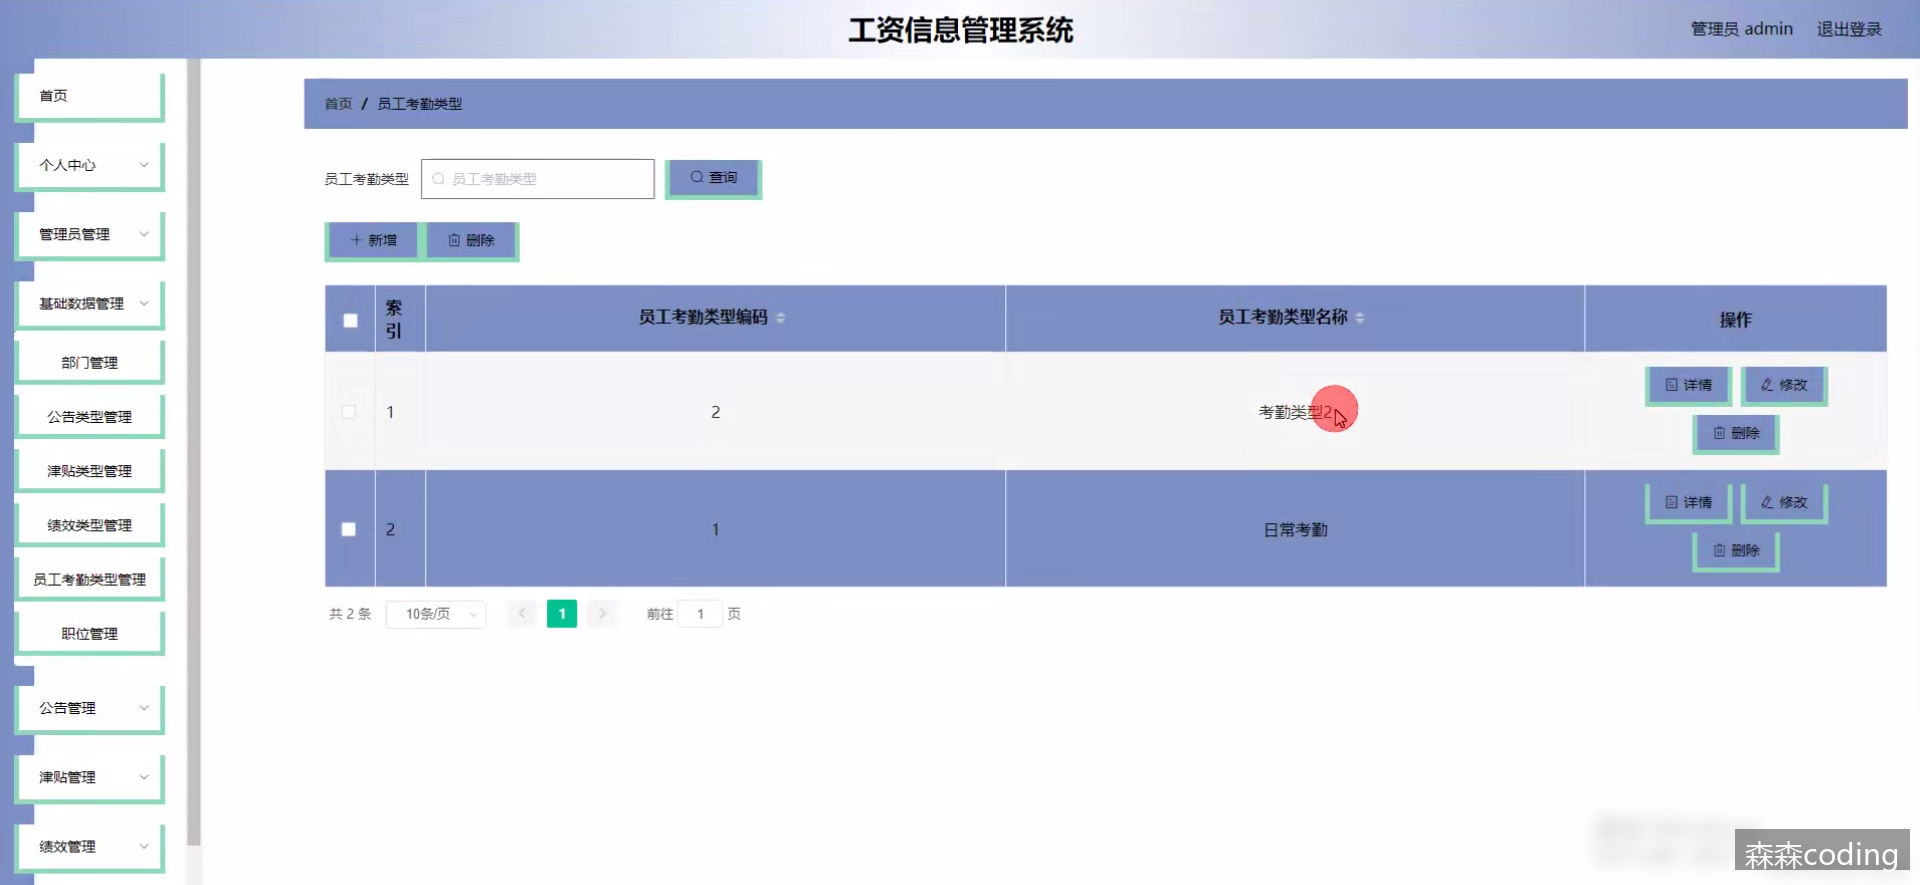 工资信息管理系统
管理员 admin 退出登录
首页
个人中心
管理员管理
基础数据管理
部门管理
公告类型管理
津贴类型管理
绩效类型管理
员工考勤类型管理
职位管理
公告管理
津贴管理
绩效管理
首页 / 员工考勤类型
员工考勤类型 员工考勤类型 查询
新增 删除
索引 员工考勤类型编码 员工考勤类型名称 操作
1 2 考勤类型2 详情 修改
删除
2 1 日常考勤 详情 修改
删除
共 2 条 10条/页 1 前往 1 页
森森coding